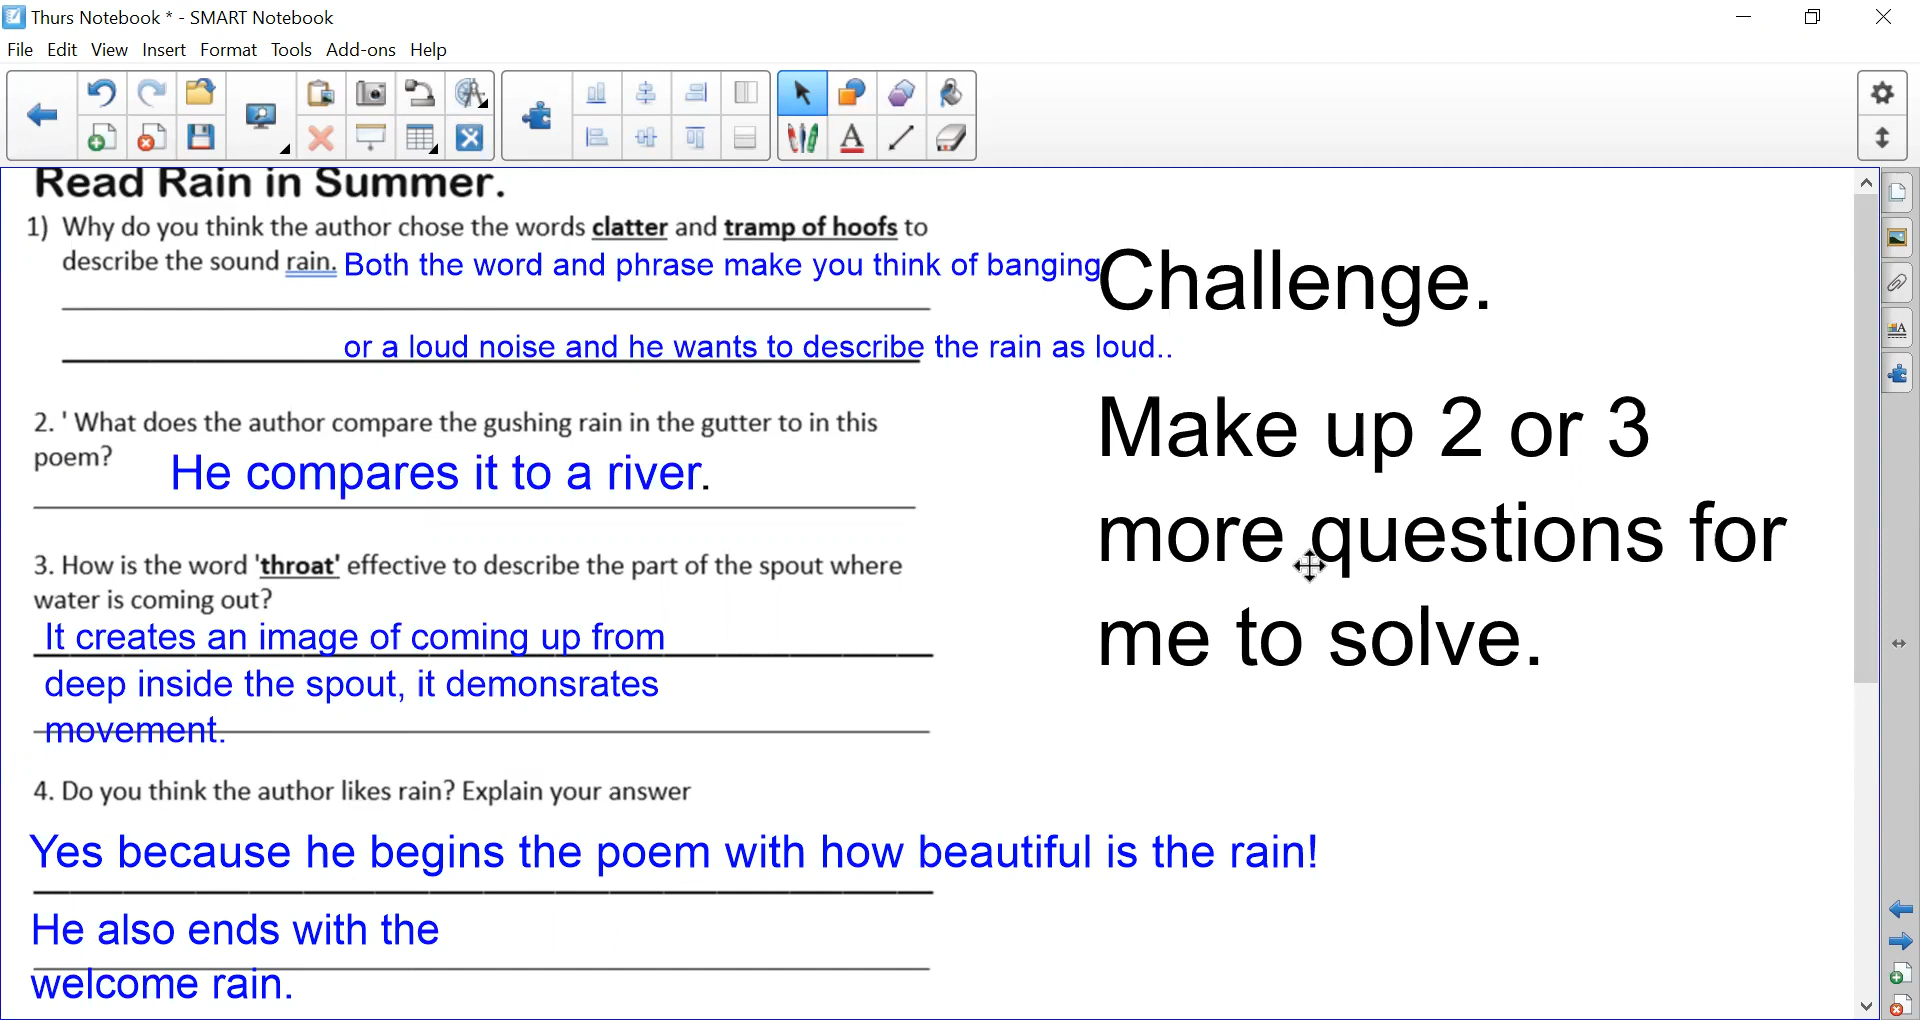 Thurs Notebook * - SMART Notebook
File Edit View Insert Format Tools Add-ons Help
Read Rain in Summer.
1) Why do you think the author chose the words clatter and tramp of hoofs to
describe the sound rain. Both the word and phrase make you think of banging
or a loud noise and he wants to describe the rain as loud..
2. ' What does the author compare the gushing rain in the gutter to in this
poem? He compares it to a river.
3. How is the word 'throat' effective to describe the part of the spout where
water is coming out?
It creates an image of coming up from
deep inside the spout, it demonsrates
movement.
4. Do you think the author likes rain? Explain your answer
Yes because he begins the poem with how beautiful is the rain!
He also ends with the
welcome rain.
Challenge.
Make up 2 or 3
more questions for
me to solve.